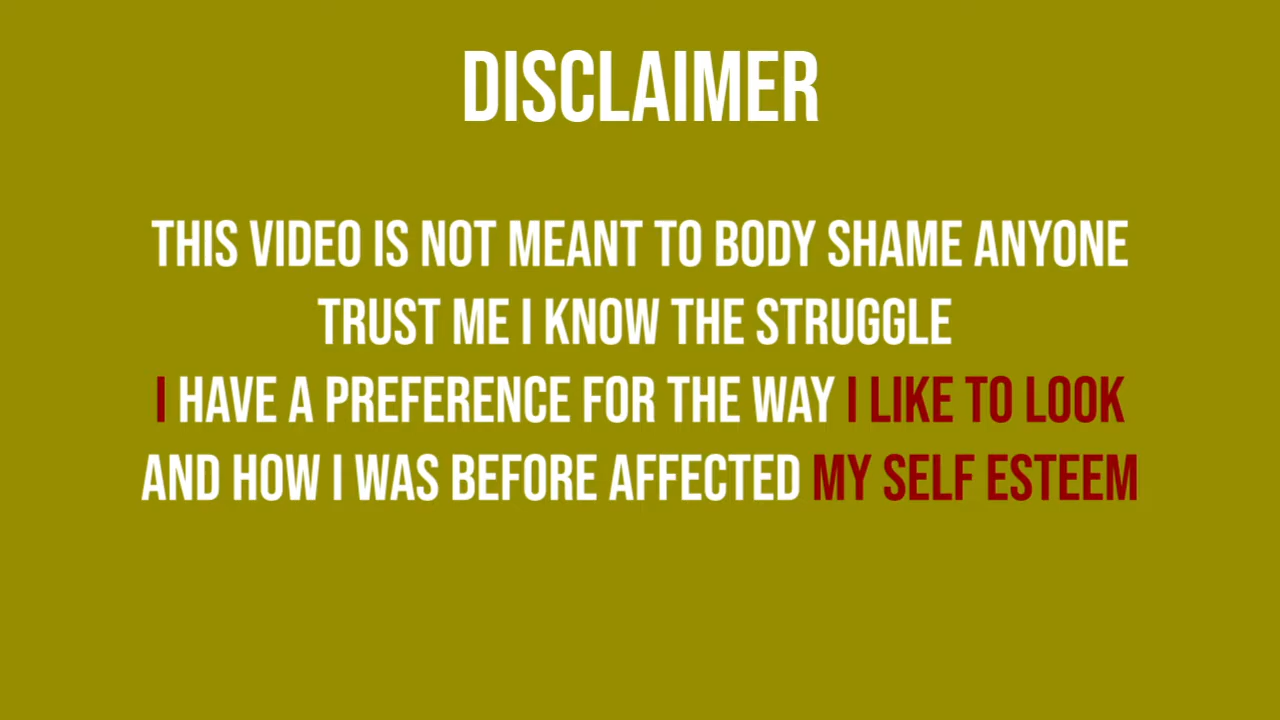 DISCLAIMER
THIS VIDEO IS NOT MEANT TO BODY SHAME ANYONE
TRUST ME I KNOW THE STRUGGLE
I HAVE A PREFERENCE FOR THE WAY I LIKE TO LOOK
AND HOW I WAS BEFORE AFFECTED MY SELF ESTEEM